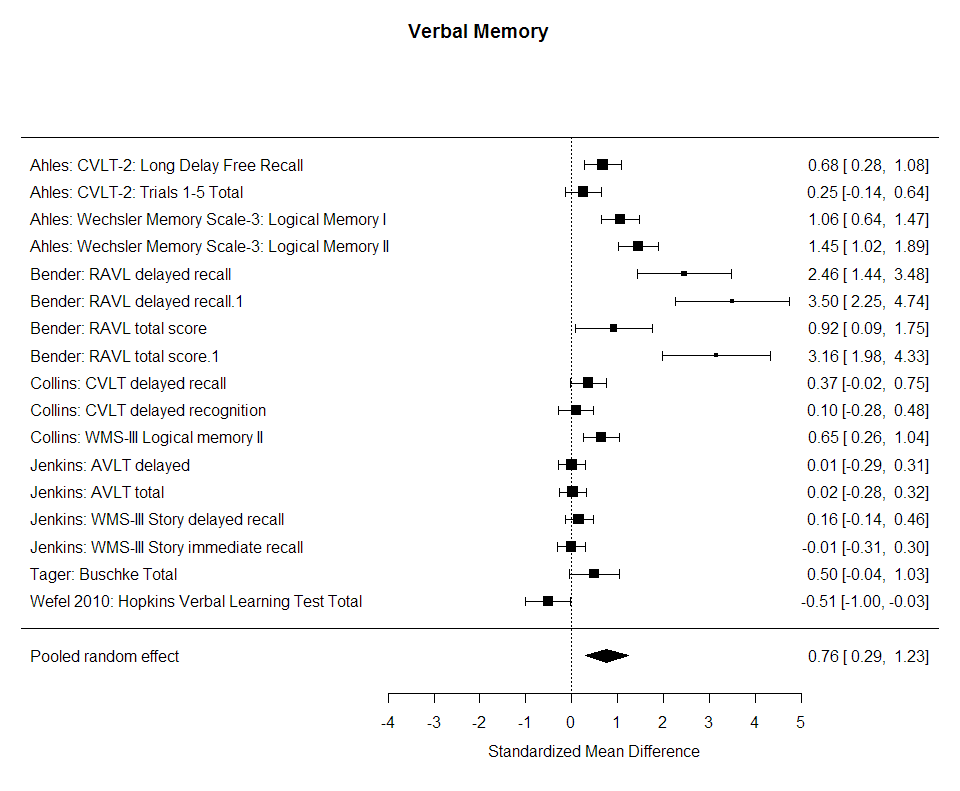 Verbal Memory
Ahles: CVLT-2: Long Delay Free Recall 0.68 [ 0.28, 1.08]
Ahles: CVLT-2: Trials 1-5 Total 0.25 [-0.14, 0.64]
Ahles: Wechsler Memory Scale-3: Logical Memory I 1.06 [ 0.64, 1.47]
Ahles: Wechsler Memory Scale-3: Logical Memory II 1.45 [ 1.02, 1.89]
Bender: RAVL delayed recall 2.46 [ 1.44, 3.48]
Bender: RAVL delayed recall.1 3.50 [ 2.25, 4.74]
Bender: RAVL total score 0.92 [ 0.09, 1.75]
Bender: RAVL total score.1 3.16 [ 1.98, 4.33]
Collins: CVLT delayed recall 0.37 [-0.02, 0.75]
Collins: CVLT delayed recognition 0.10 [-0.28, 0.48]
Collins: WMS-III Logical memory II 0.65 [ 0.26, 1.04]
Jenkins: AVLT delayed 0.01 [-0.29, 0.31]
Jenkins: AVLT total 0.02 [-0.28, 0.32]
Jenkins: WMS-III Story delayed recall 0.16 [-0.14, 0.46]
Jenkins: WMS-III Story immediate recall -0.01 [-0.31, 0.30]
Tager: Buschke Total 0.50 [-0.04, 1.03]
Wefel 2010: Hopkins Verbal Learning Test Total -0.51 [-1.00, -0.03]
Pooled random effect 0.76 [ 0.29, 1.23]
-4 -3 -2 -1 0 1 2 3 4 5
Standardized Mean Difference